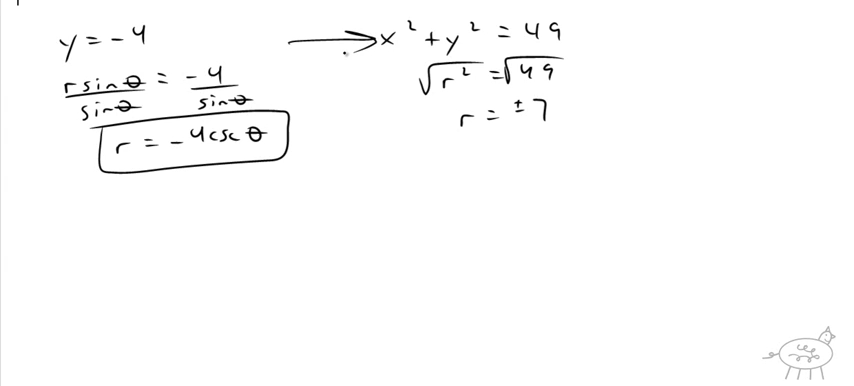 y = -4
r sin θ / sin θ = -4 / sin θ
r = -4 csc θ
x² + y² = 49
√r² = √49
r = ±7